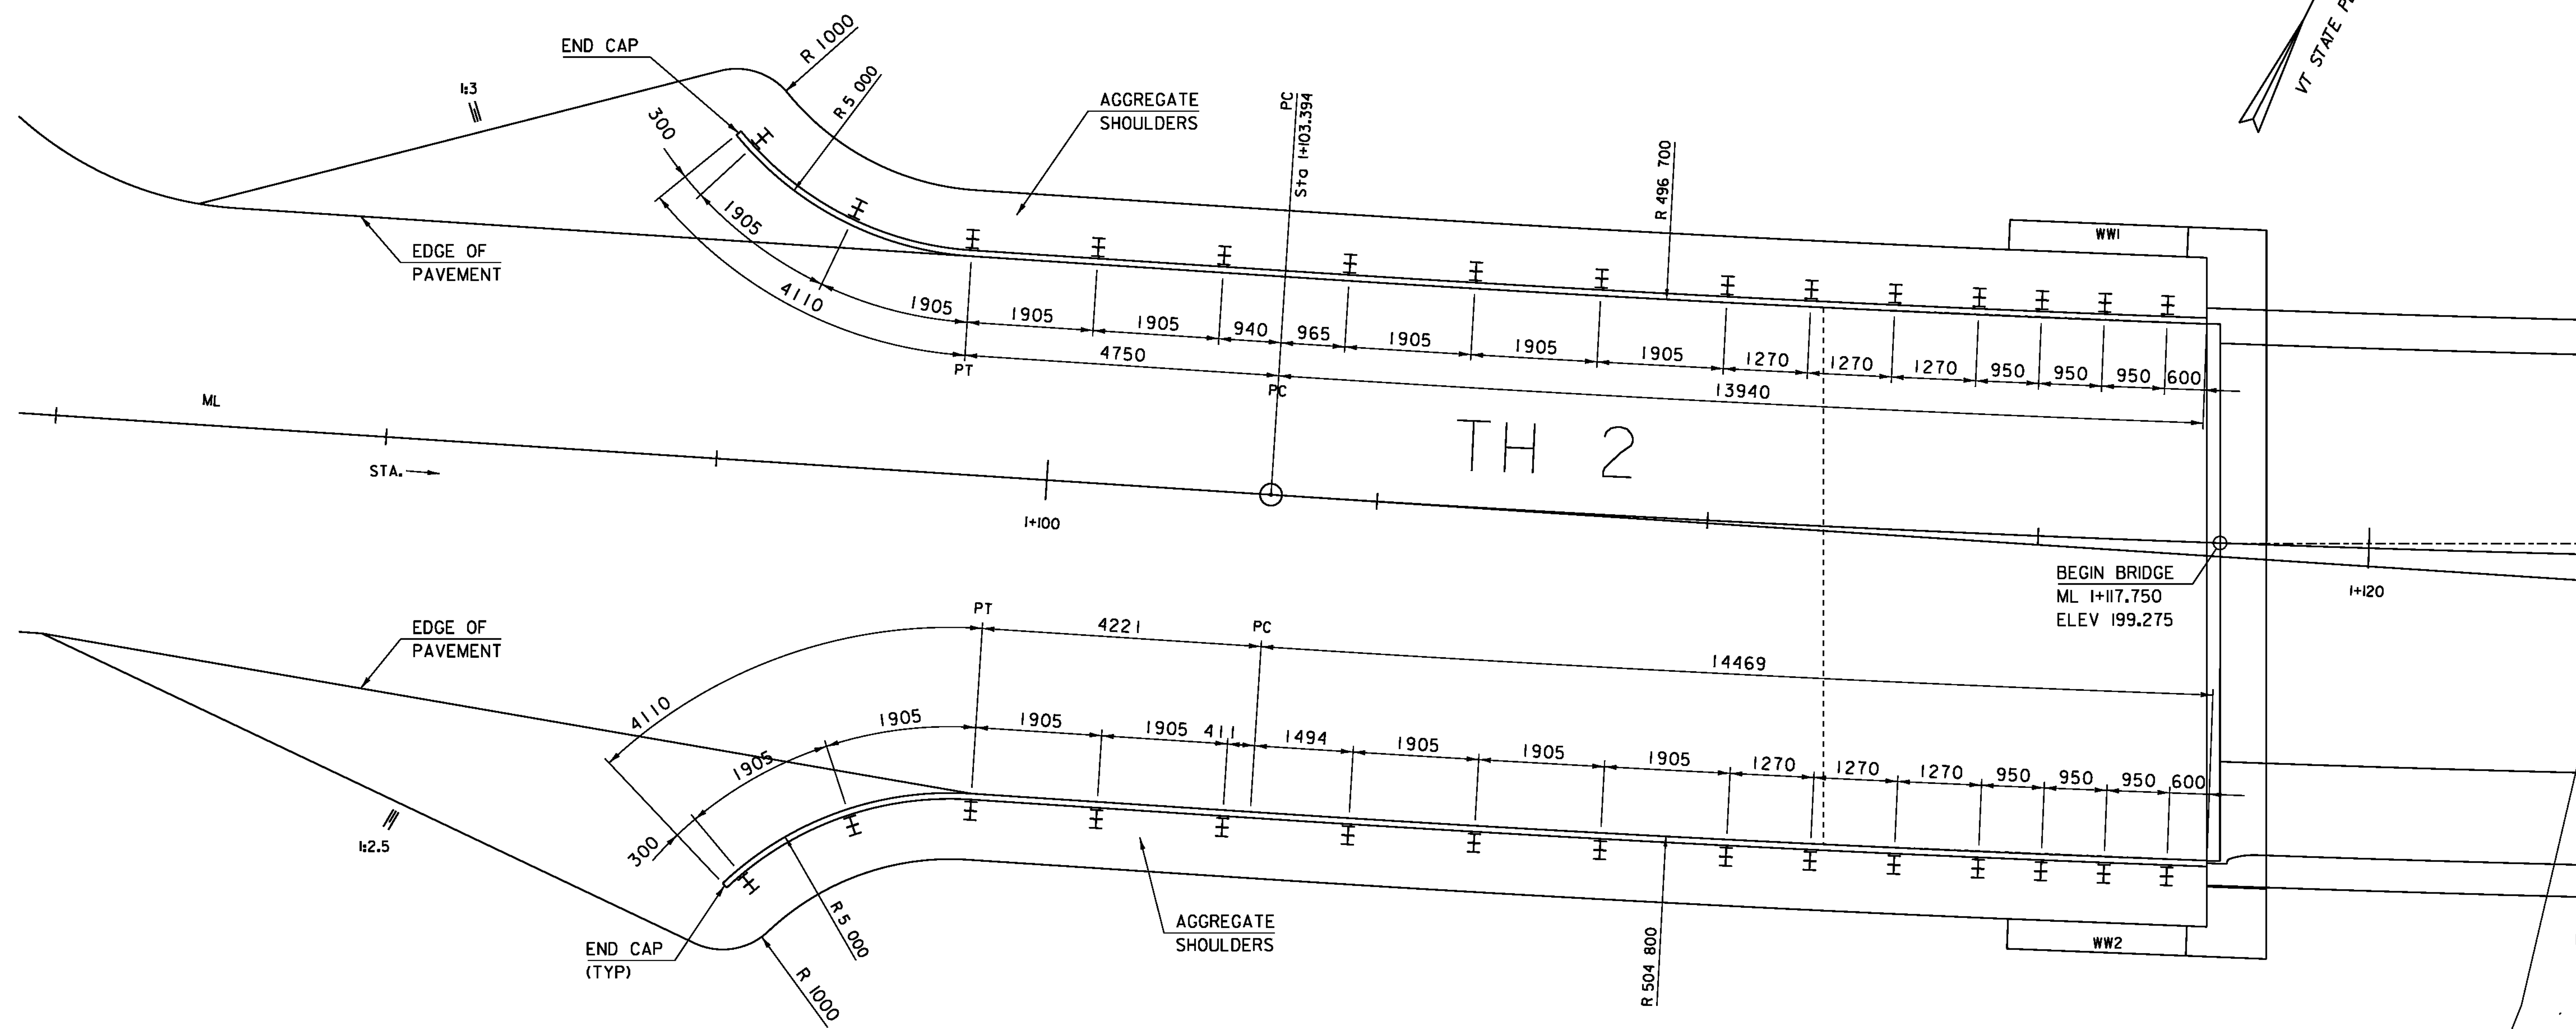 END CAP
R 1000
R 5 000
1:3
300
AGGREGATE
SHOULDERS
PC
Sta 1+103.394
R 496 700
VT STATE
WW1
EDGE OF
PAVEMENT
1905
4110
1905
1905
1905
940
965
1905
1905
1905
1270
1270
1270
950
950
950
600
4750
PT
PC
13940
ML
TH 2
STA.
1+100
BEGIN BRIDGE
ML 1+117.750
ELEV 199.275
1+120
EDGE OF
PAVEMENT
PT
4221
PC
14469
4110
1905
1905
1905
1905
411
1494
1905
1905
1905
1270
1270
1270
950
950
950
600
1:2.5
300
END CAP
(TYP)
R 5 000
R 1000
AGGREGATE
SHOULDERS
R 504 800
WW2